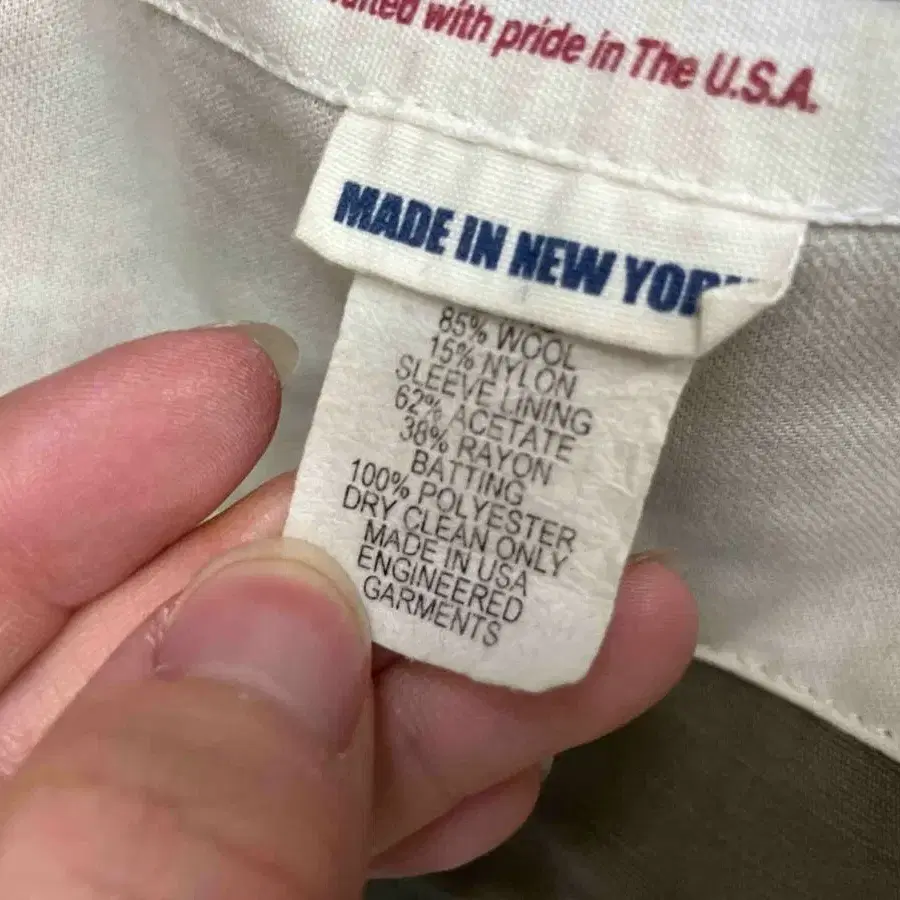 with pride in The U.S.A.
MADE IN NEW
85% WOOL
15% NYLON
SLEEVE LINING
62% ACETATE
38% RAYON
BATTING
100% POLYESTER
DRY CLEAN ONLY
MADE IN USA
ENGINEERED
GARMENTS